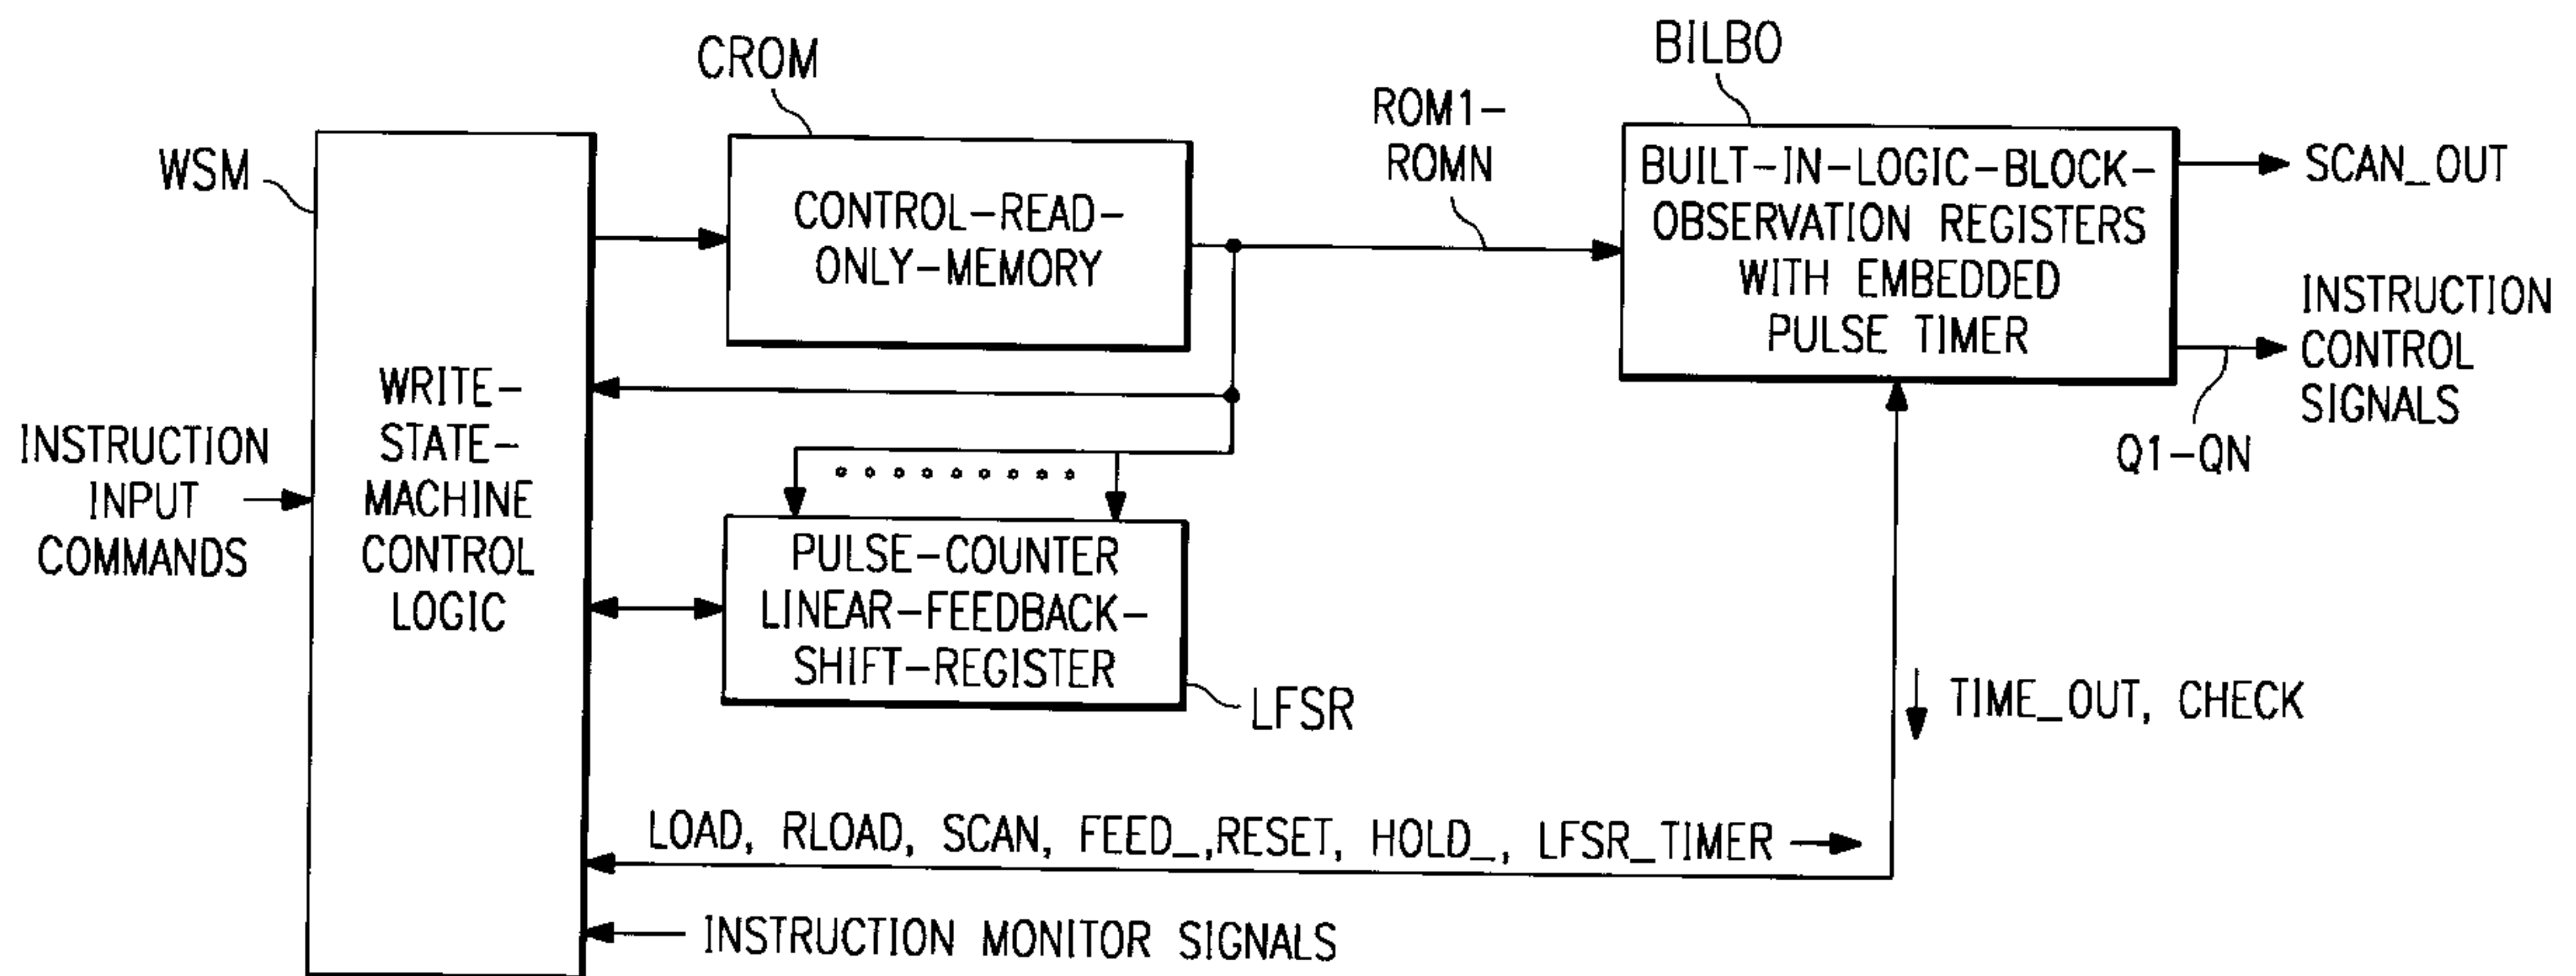 CROM
BILBO
ROM1-
ROMN
WSM
CONTROL-READ-
ONLY-MEMORY
BUILT-IN-LOGIC-BLOCK-
OBSERVATION REGISTERS
WITH EMBEDDED
PULSE TIMER
SCAN_OUT
INSTRUCTION
CONTROL
SIGNALS
Q1-QN
WRITE-
STATE-
MACHINE
CONTROL
LOGIC
INSTRUCTION
INPUT
COMMANDS
PULSE-COUNTER
LINEAR-FEEDBACK-
SHIFT-REGISTER
LFSR
TIME_OUT, CHECK
LOAD, RLOAD, SCAN, FEED_,RESET, HOLD_, LFSR_TIMER
INSTRUCTION MONITOR SIGNALS